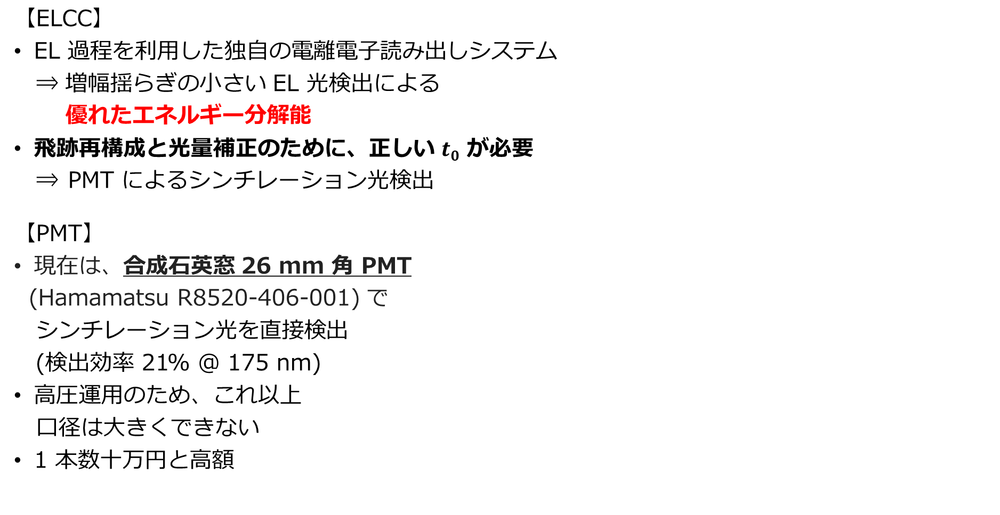 【ELCC】
• EL 過程を利用した独自の電離電子読み出しシステム
⇒ 増幅揺らぎの小さい EL 光検出による
優れたエネルギー分解能
• 飛跡再構成と光量補正のために、正しい t₀ が必要
⇒ PMT によるシンチレーション光検出
【PMT】
• 現在は、合成石英窓 26 mm 角 PMT
(Hamamatsu R8520-406-001) で
シンチレーション光を直接検出
(検出効率 21% @ 175 nm)
• 高圧運用のため、これ以上
口径は大きくできない
• 1 本数十万円と高額